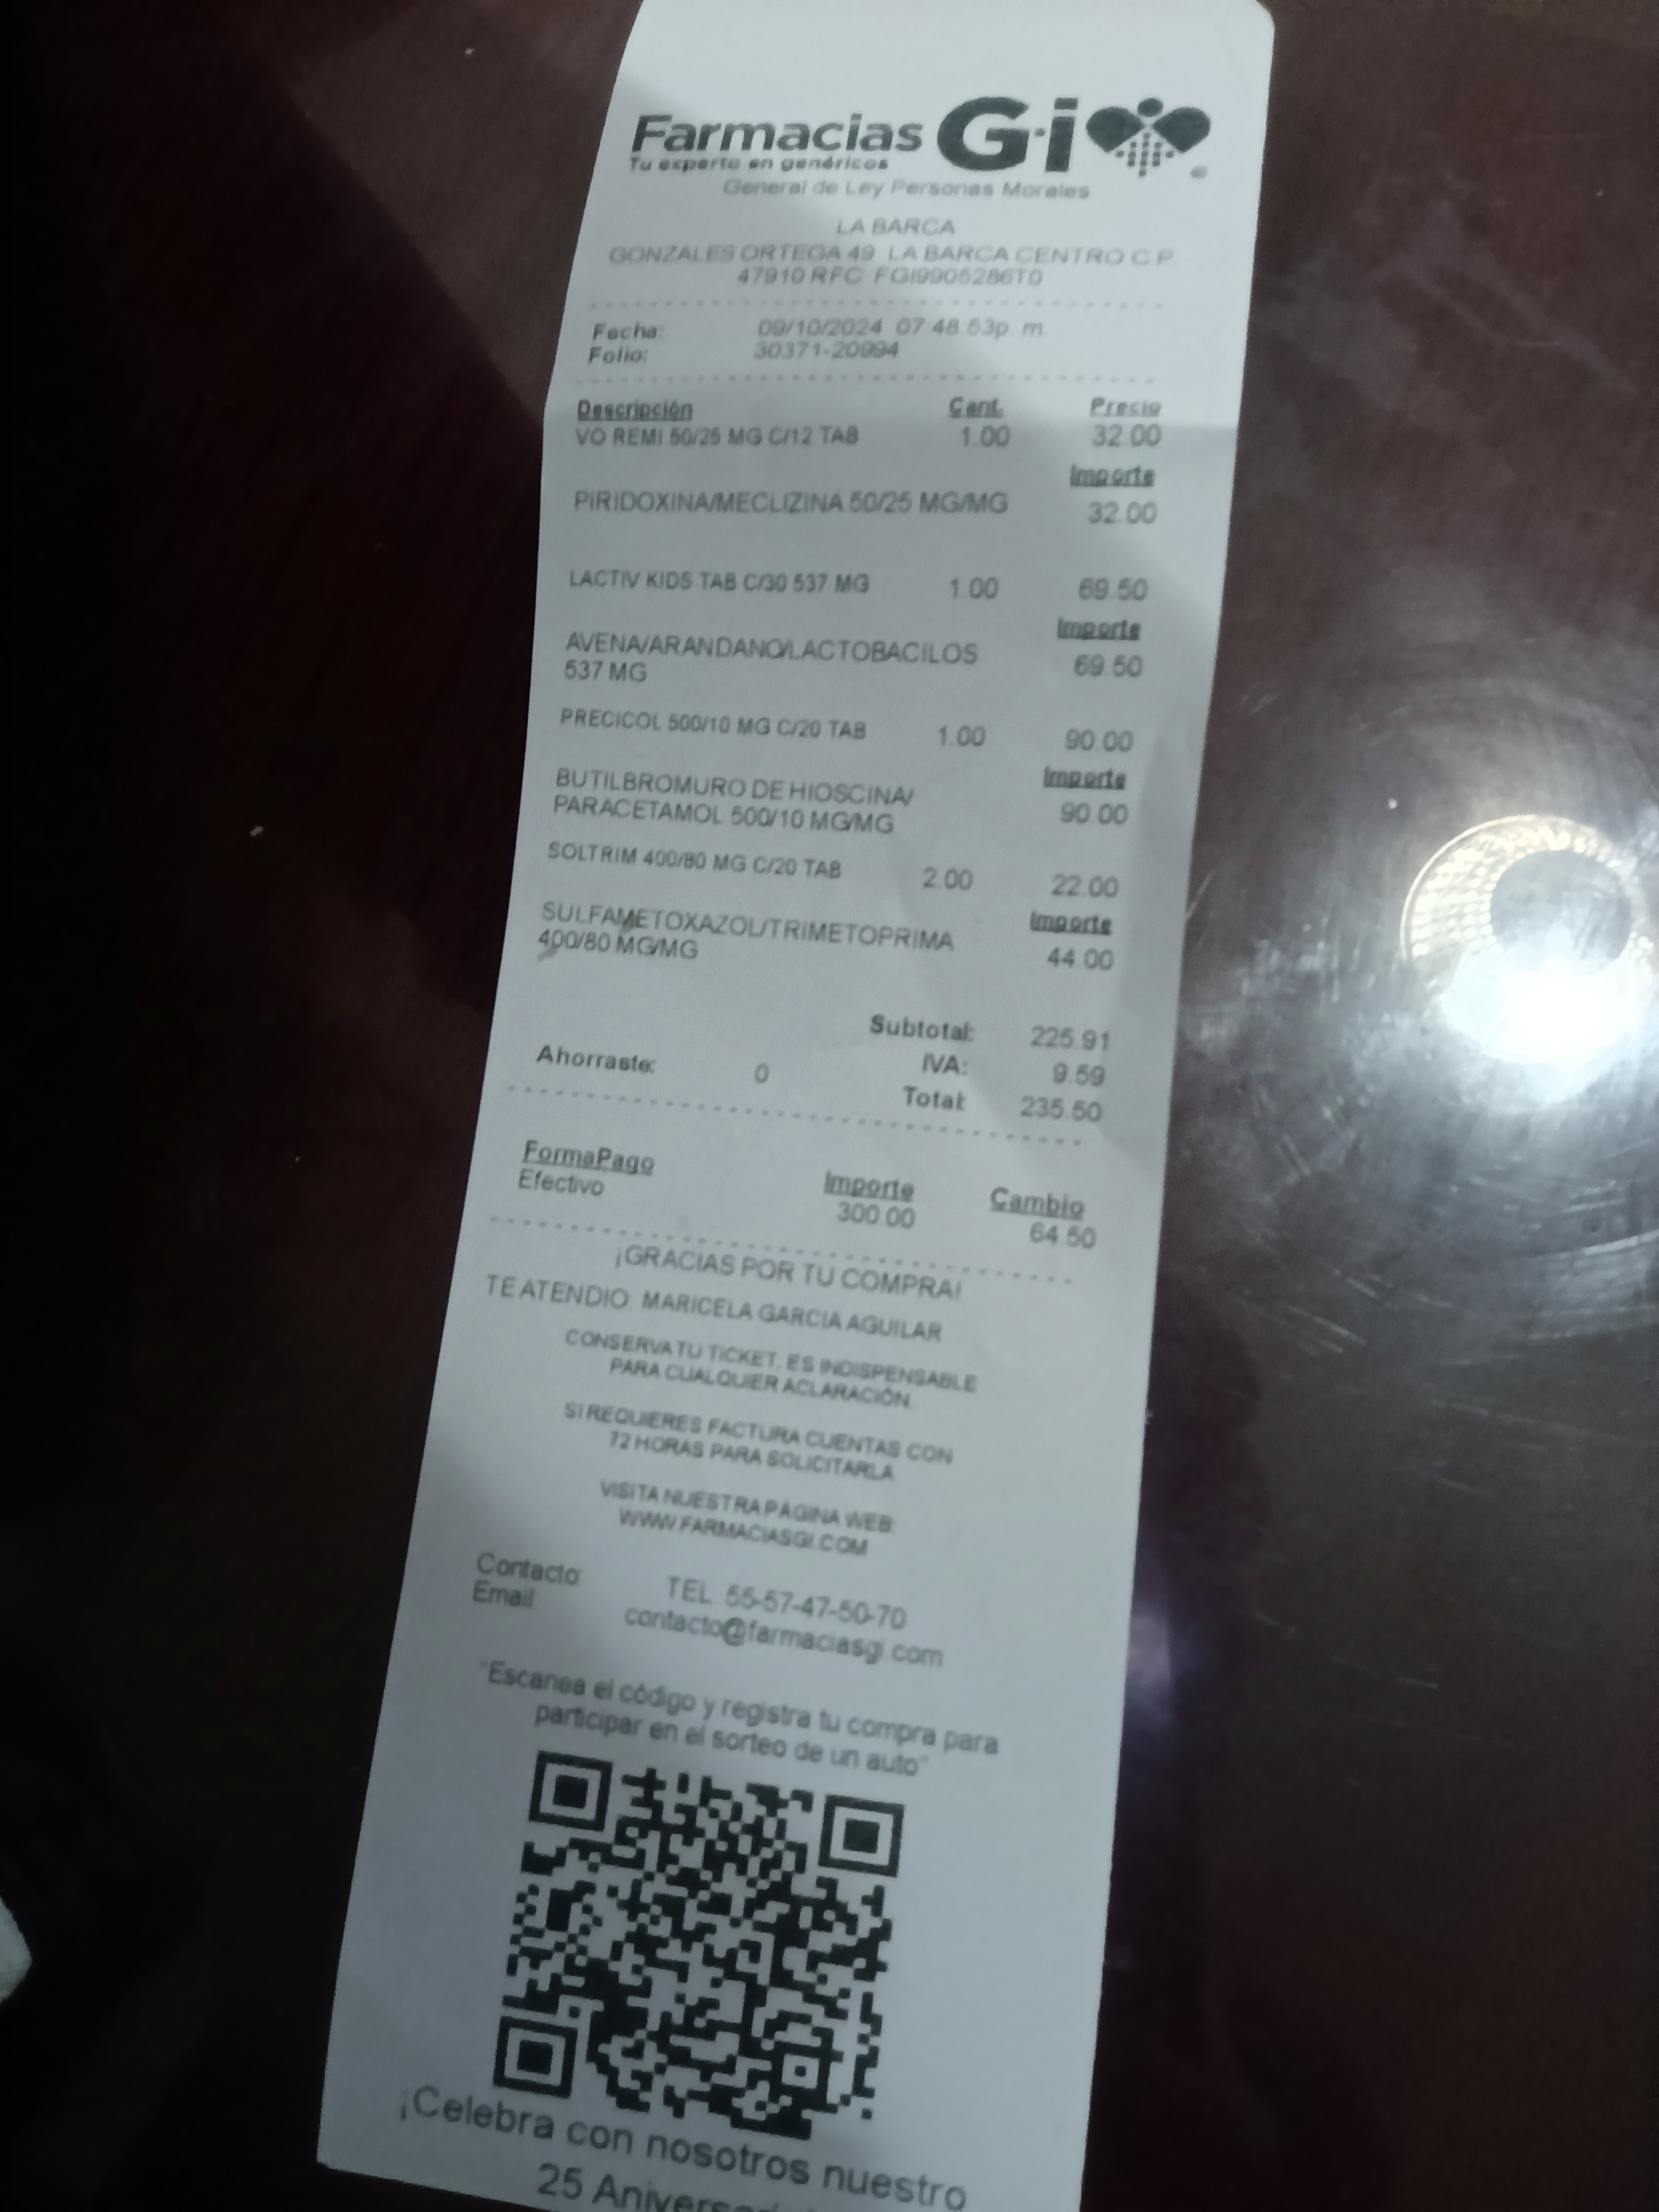 Farmacias G·i
Tu experto en genéricos
General de Ley Personas Morales
LA BARCA
GONZALES ORTEGA 49 LA BARCA CENTRO C.P.
47910 RFC FGI9905286T0
Fecha: 09/10/2024 07:48:53p. m.
Folio: 30371-20994
Descripción Cant. Precio
VO REMI 50/25 MG C/12 TAB 1.00 32.00
Importe
PIRIDOXINA/MECLIZINA 50/25 MG/MG 32.00
LACTIV KIDS TAB C/30 537 MG 1.00 69.50
Importe
AVENA/ARANDANO/LACTOBACILOS 69.50
537 MG
PRECICOL 500/10 MG C/20 TAB 1.00 90.00
Importe
BUTILBROMURO DE HIOSCINA/ 90.00
PARACETAMOL 500/10 MG/MG
SOLTRIM 400/80 MG C/20 TAB 2.00 22.00
Importe
SULFAMETOXAZOL/TRIMETOPRIMA 44.00
400/80 MG/MG
Subtotal: 225.91
IVA: 9.59
Ahorraste: 0
Total: 235.50
FormaPago Importe Cambio
Efectivo 300.00 64.50
¡GRACIAS POR TU COMPRA!
TE ATENDIO: MARICELA GARCIA AGUILAR
CONSERVA TU TICKET, ES INDISPENSABLE
PARA CUALQUIER ACLARACIÓN.
SI REQUIERES FACTURA CUENTAS CON
72 HORAS PARA SOLICITARLA
VISITA NUESTRA PAGINA WEB:
WWW.FARMACIASGI.COM
Contacto: TEL. 55-57-47-50-70
Email: contacto@farmaciasgi.com
"Escanea el código y registra tu compra para
participar en el sorteo de un auto"
¡Celebra con nosotros nuestro
25